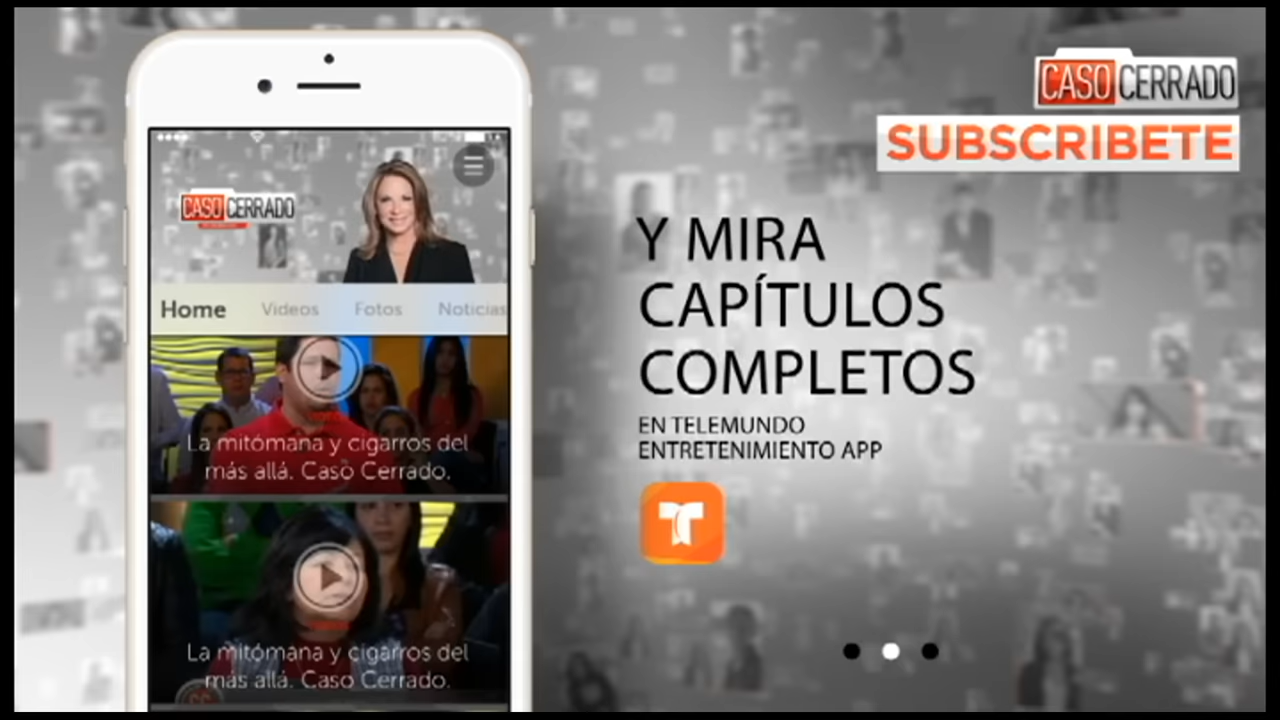 CASO CERRADO
SUBSCRIBETE
CASO CERRADO
Home Videos Fotos Noticias
La mitómana y cigarros del
más allá. Caso Cerrado.
La mitómana y cigarros del
más allá. Caso Cerrado.
Y MIRA
CAPÍTULOS
COMPLETOS
EN TELEMUNDO
ENTRETENIMIENTO APP